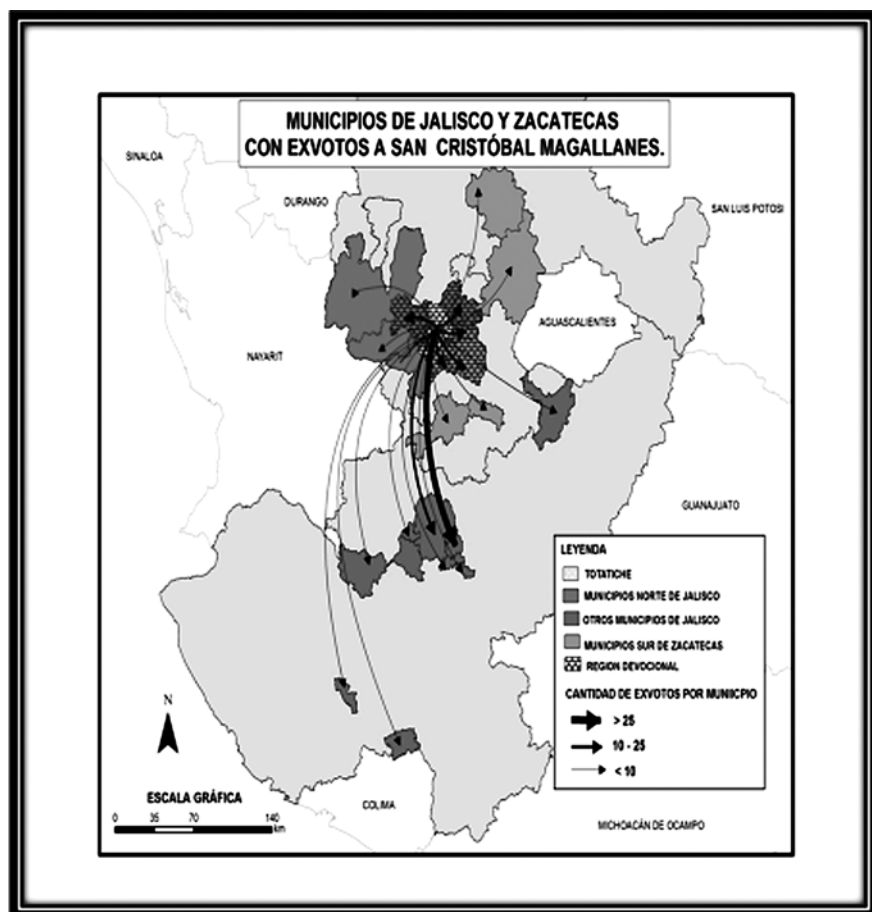 MUNICIPIOS DE JALISCO Y ZACATECAS
CON EXVOTOS A SAN CRISTÓBAL MAGALLANES.
SINALOA
DURANGO
SAN LUIS POTOSI
AGUASCALIENTES
NAYARIT
GUANAJUATO
LEYENDA
TOTATICHE
MUNICIPIOS NORTE DE JALISCO
OTROS MUNICIPIOS DE JALISCO
MUNICIPIOS SUR DE ZACATECAS
REGION DEVOCIONAL
CANTIDAD DE EXVOTOS POR MUNIICPIO
> 25
10 - 25
< 10
N
ESCALA GRÁFICA
0 35 70 140
km
COLIMA
MICHOACÁN DE OCAMPO